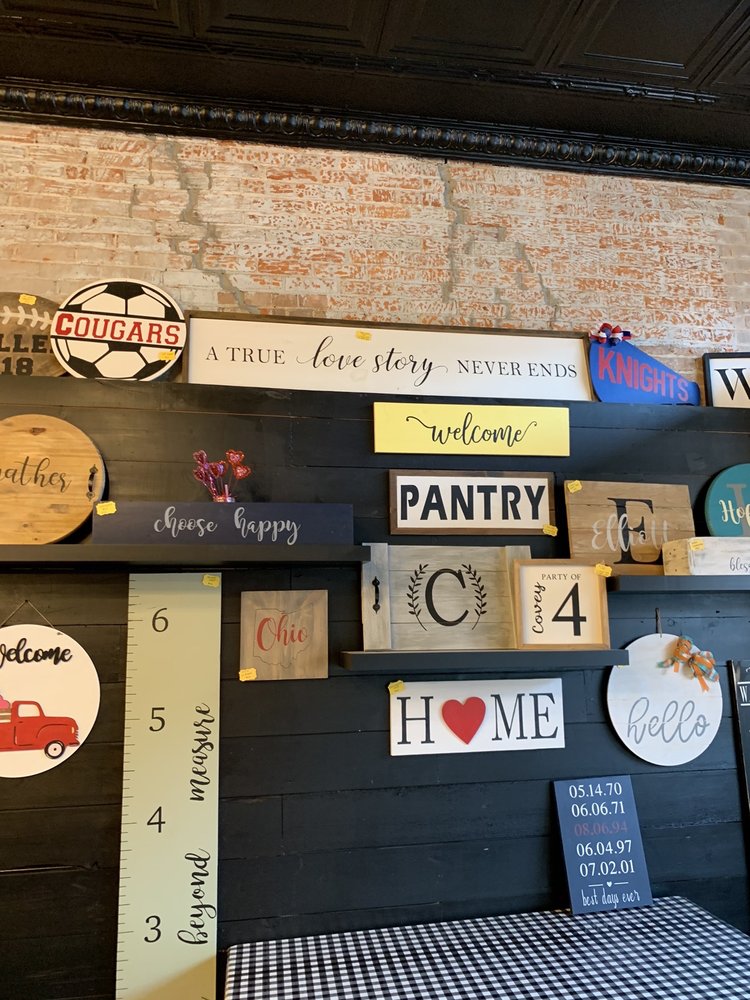 18
COUGARS
A TRUE love story NEVER ENDS
KNIGHTS
W
welcome
PANTRY
choose happy
Elliott
E
C
PARTY OF
Covey 4
Ohio
6
5
4
3
beyond measure
Welcome
HOME
hello
05.14.70
06.06.71
08.06.94
06.04.97
07.02.01
best days ever